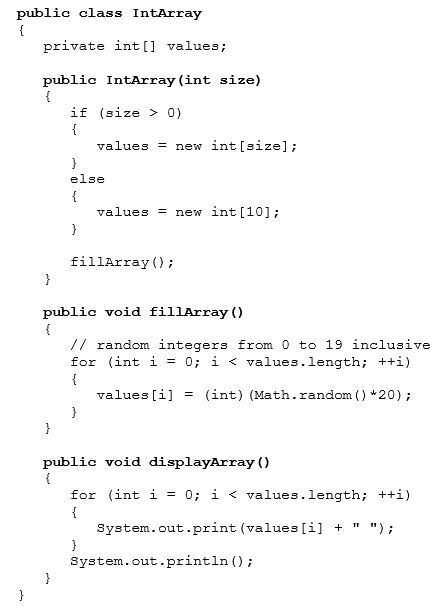 public class IntArray
{
   private int[] values;

   public IntArray(int size)
   {
      if (size > 0)
      {
         values = new int[size];
      }
      else
      {
         values = new int[10];
      }

      fillArray();
   }

   public void fillArray()
   {
      // random integers from 0 to 19 inclusive
      for (int i = 0; i < values.length; ++i)
      {
         values[i] = (int)(Math.random()*20);
      }
   }

   public void displayArray()
   {
      for (int i = 0; i < values.length; ++i)
      {
         System.out.print(values[i] + " ");
      }
      System.out.println();
   }
}